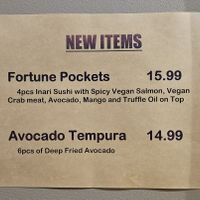 NEW ITEMS
Fortune Pockets 15.99
4pcs Inari Sushi with Spicy Vegan Salmon, Vegan
Crab meat, Avocado, Mango and Truffle Oil on Top
Avocado Tempura 14.99
6pcs of Deep Fried Avocado